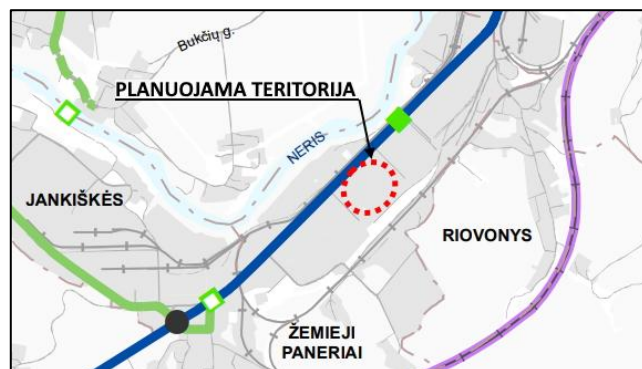 Bukčių g.
PLANUOJAMA TERITORIJA
NERIS
JANKIŠKĖS
RIOVONYS
ŽEMIEJI
PANERIAI